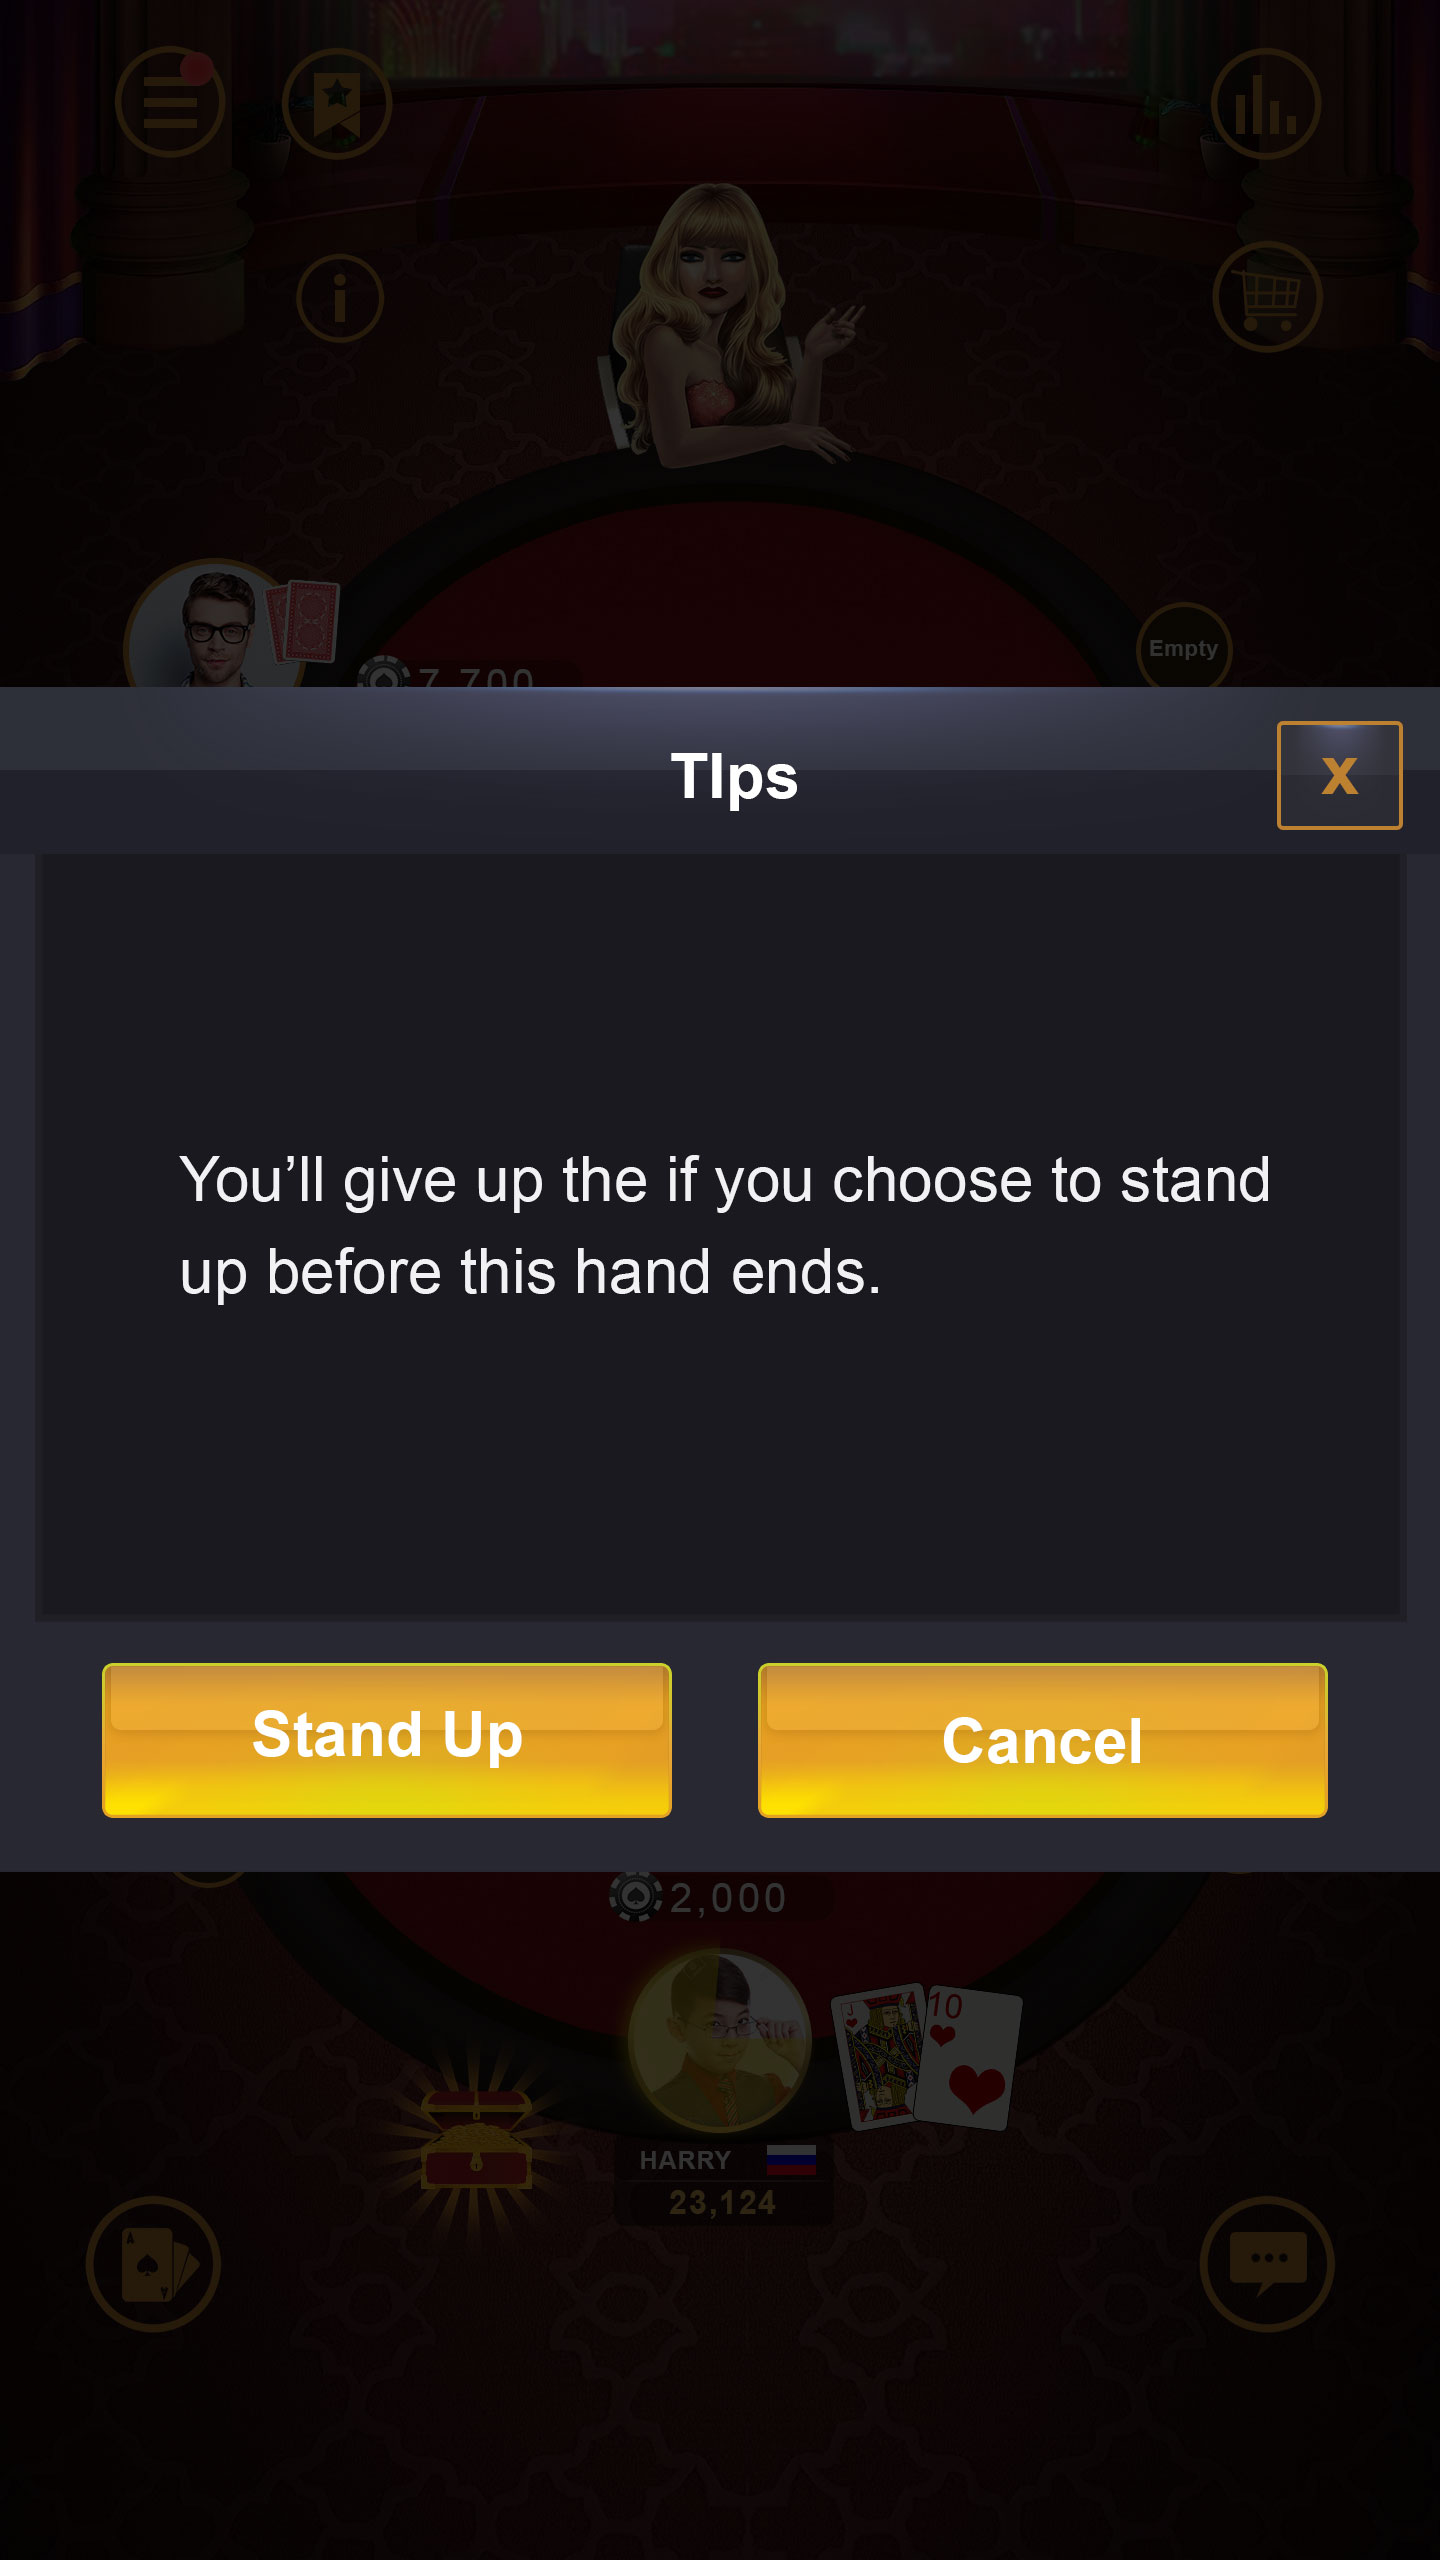 Empty
7,700
TIps
X
You’ll give up the if you choose to stand
up before this hand ends.
Stand Up
Cancel
2,000
J
10
HARRY
23,124
A
A